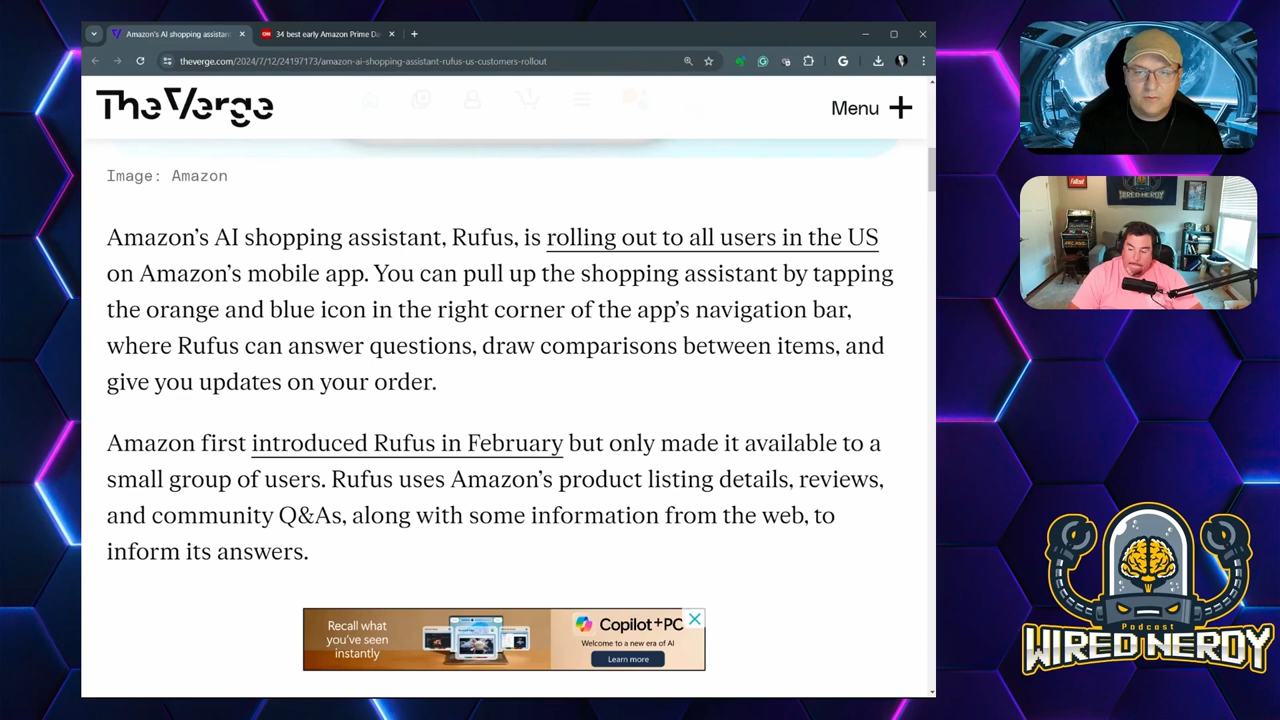 Amazon's AI shopping assistant
34 best early Amazon Prime Da
theverge.com/2024/7/12/24197173/amazon-ai-shopping-assistant-rufus-us-customers-rollout
TheVerge
Menu
Image: Amazon
Amazon's AI shopping assistant, Rufus, is rolling out to all users in the US
on Amazon's mobile app. You can pull up the shopping assistant by tapping
the orange and blue icon in the right corner of the app's navigation bar,
where Rufus can answer questions, draw comparisons between items, and
give you updates on your order.
Amazon first introduced Rufus in February but only made it available to a
small group of users. Rufus uses Amazon's product listing details, reviews,
and community Q&As, along with some information from the web, to
inform its answers.
Recall what
you've seen
instantly
Copilot+PC
Welcome to a new era of AI
Learn more
Podcast
WIRED NERDY